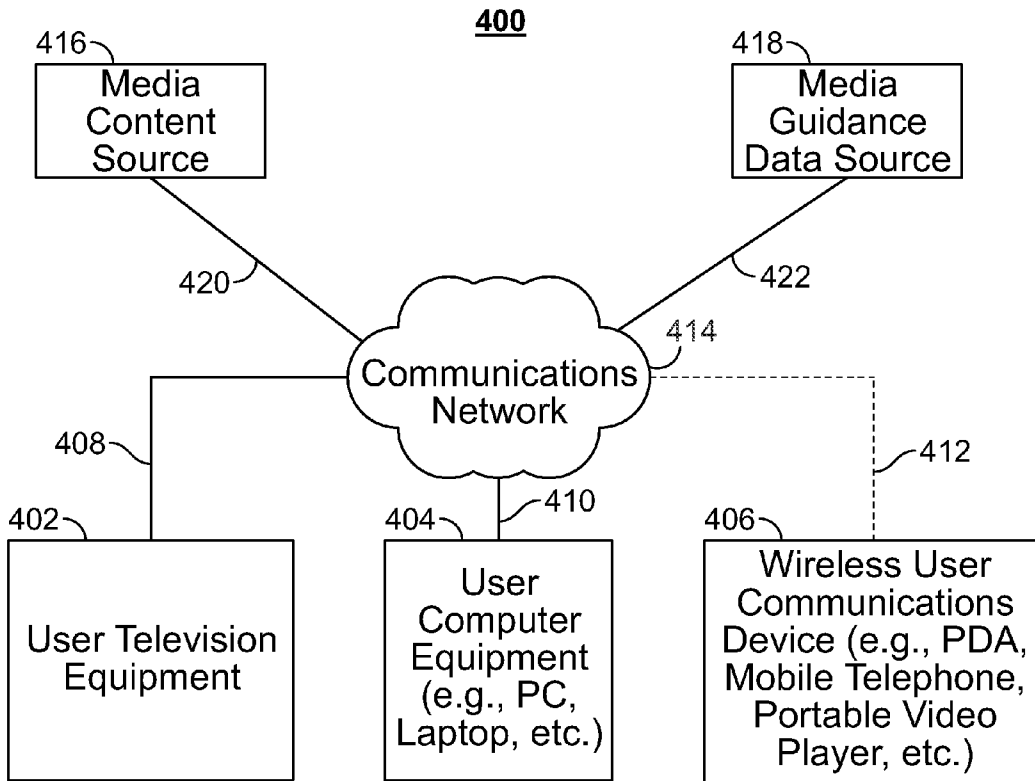 400
416
Media
Content
Source
418
Media
Guidance
Data Source
420
422
414
Communications
Network
408
410
412
402
User Television
Equipment
404
User
Computer
Equipment
(e.g., PC,
Laptop, etc.)
406
Wireless User
Communications
Device (e.g., PDA,
Mobile Telephone,
Portable Video
Player, etc.)